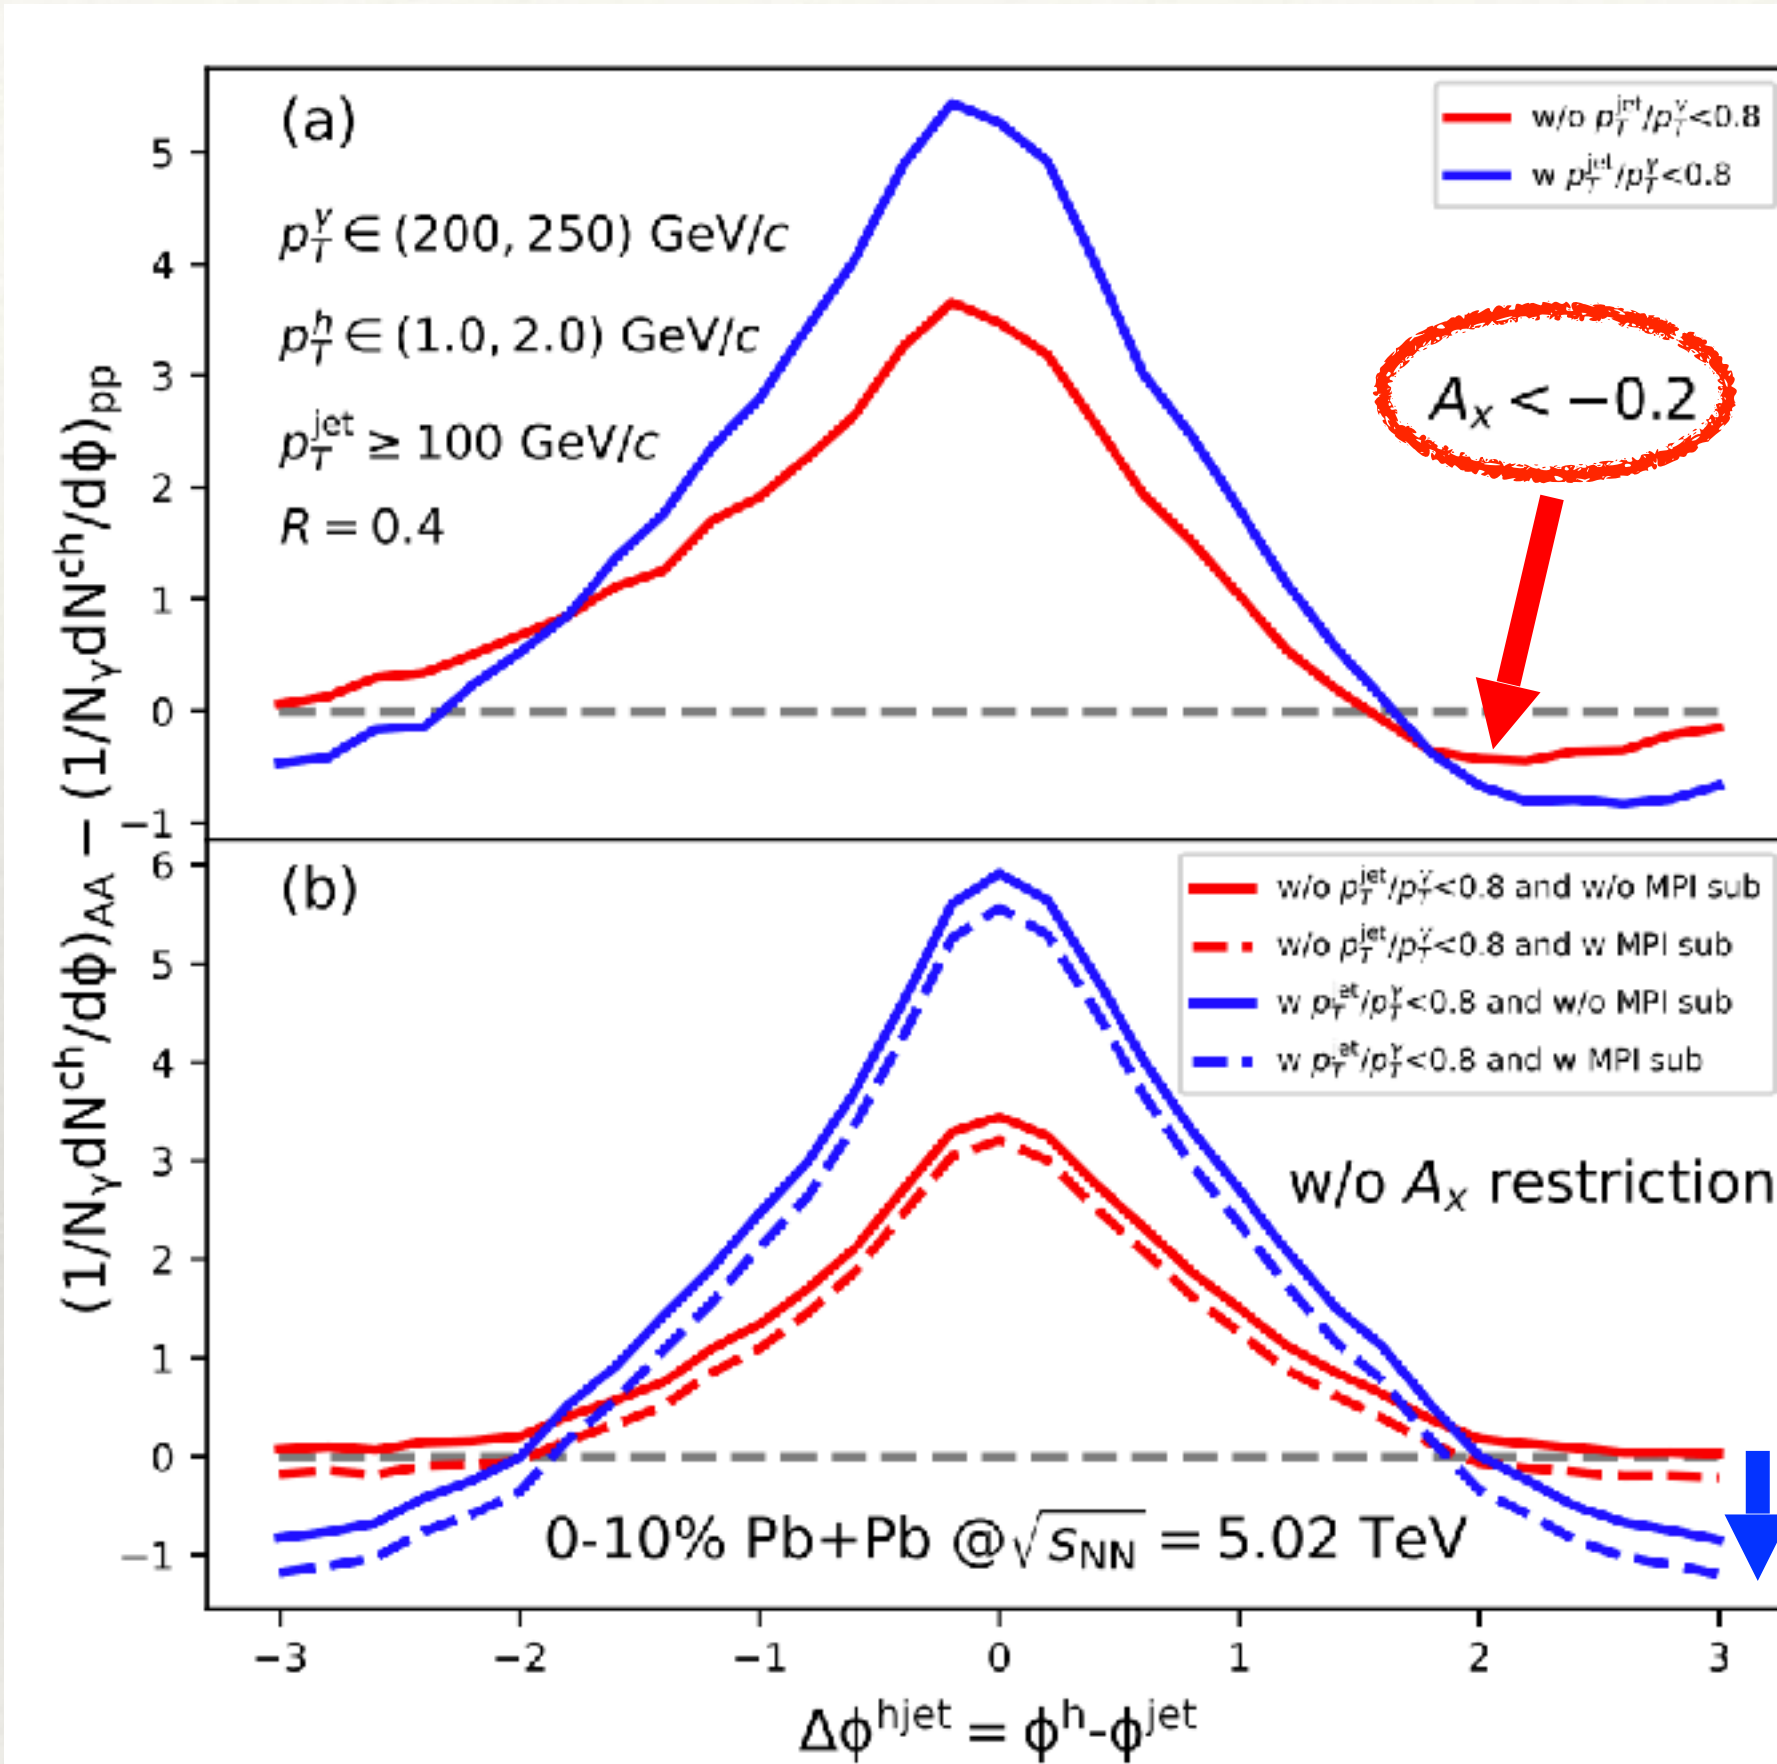 (a)
w/o p_T^jet/p_T^γ<0.8
w p_T^jet/p_T^γ<0.8
p_T^γ ∈ (200, 250) GeV/c
p_T^h ∈ (1.0, 2.0) GeV/c
p_T^jet ≥ 100 GeV/c
R = 0.4
A_x < −0.2
5
4
3
2
1
0
−1
(1/N_γ dN^ch/dϕ)_AA − (1/N_γ dN^ch/dϕ)_pp
(b)
w/o p_T^jet/p_T^γ<0.8 and w/o MPI sub
w/o p_T^jet/p_T^γ<0.8 and w MPI sub
w p_T^jet/p_T^γ<0.8 and w/o MPI sub
w p_T^jet/p_T^γ<0.8 and w MPI sub
w/o A_x restriction
0-10% Pb+Pb @√s_NN = 5.02 TeV
6
5
4
3
2
1
0
−1
−3 −2 −1 0 1 2 3
Δϕ^hjet = ϕ^h-ϕ^jet